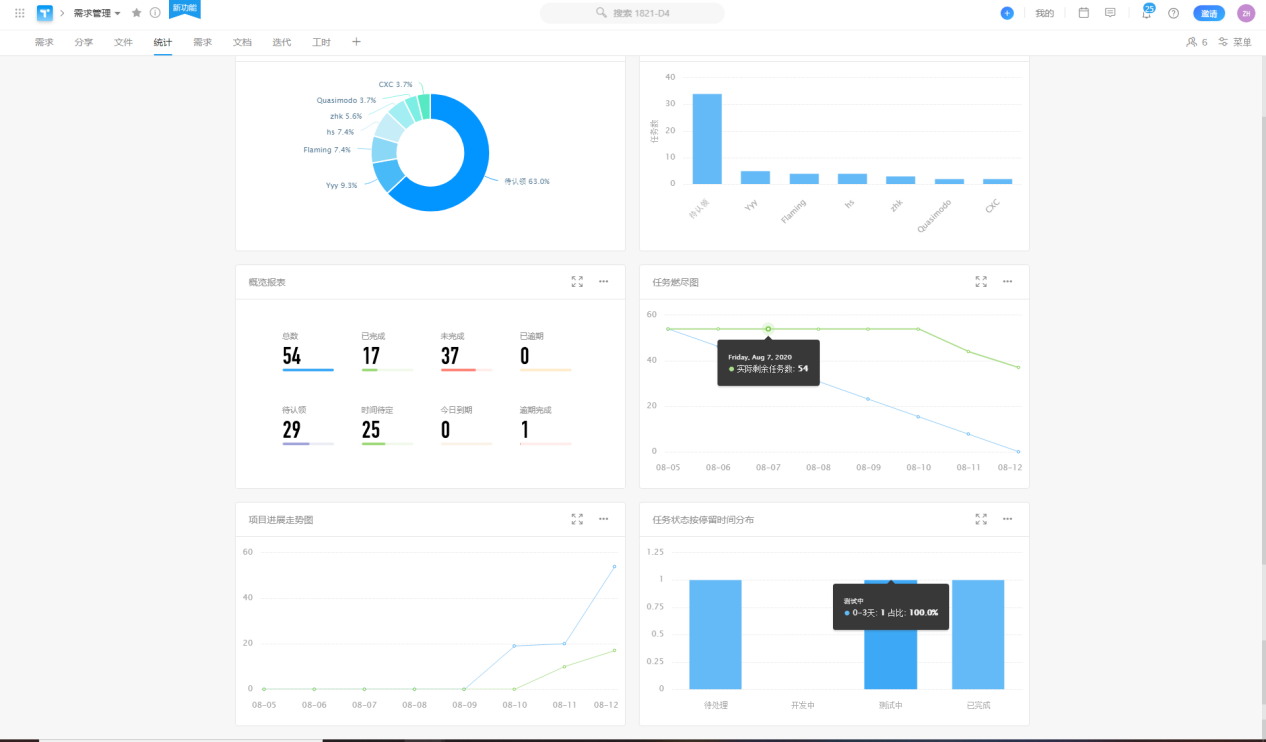 需求管理
新功能
搜索 1821-D4
我的
25
邀请
ZH
需求 分享 文件 统计 需求 文档 迭代 工时
6 菜单
CXC 3.7%
Quasimodo 3.7%
zhk 5.6%
hs 7.4%
Flaming 7.4%
Yyy 9.3%
待认领 63.0%
任务数
40
30
20
10
0
待认领 Yyy Flaming hs zhk Quasimodo CXC
概览报表
总数 已完成 未完成 已逾期
54 17 37 0
待认领 时间待定 今日到期 逾期完成
29 25 0 1
任务燃尽图
60
40
20
0
Friday, Aug 7, 2020
实际剩余任务数: 54
08-05 08-06 08-07 08-08 08-09 08-10 08-11 08-12
项目进展走势图
60
40
20
0
08-05 08-06 08-07 08-08 08-09 08-10 08-11 08-12
任务状态按停留时间分布
1.25
1
0.75
0.5
0.25
0
测试中
0-3天: 1 占比: 100.0%
待处理 开发中 测试中 已完成